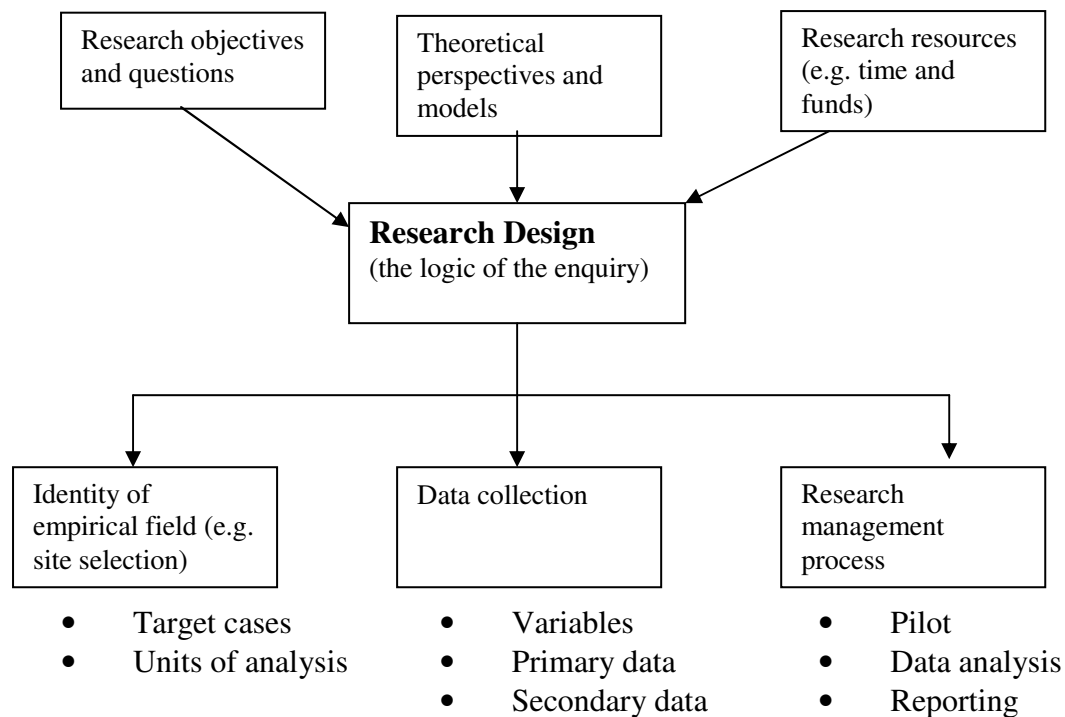 Research objectives
and questions
Theoretical
perspectives and
models
Research resources
(e.g. time and
funds)
Research Design
(the logic of the enquiry)
Identity of
empirical field (e.g.
site selection)
Data collection
Research
management
process
• Target cases
• Units of analysis
• Variables
• Primary data
• Secondary data
• Pilot
• Data analysis
• Reporting